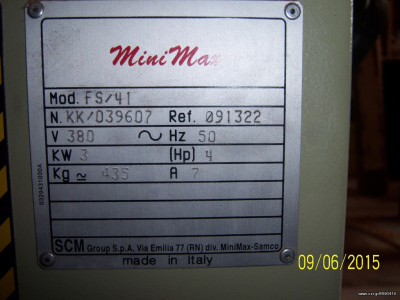 MiniMax
Mod. FS/41
N. KK/039607 Ref. 091322
V 380 ~ Hz 50
KW 3 (Hp) 4
Kg ≃ 435 A 7
SCM Group S.p.A. Via Emilia 77 (RN) div. MiniMax-Samco
made in Italy
09/06/2015